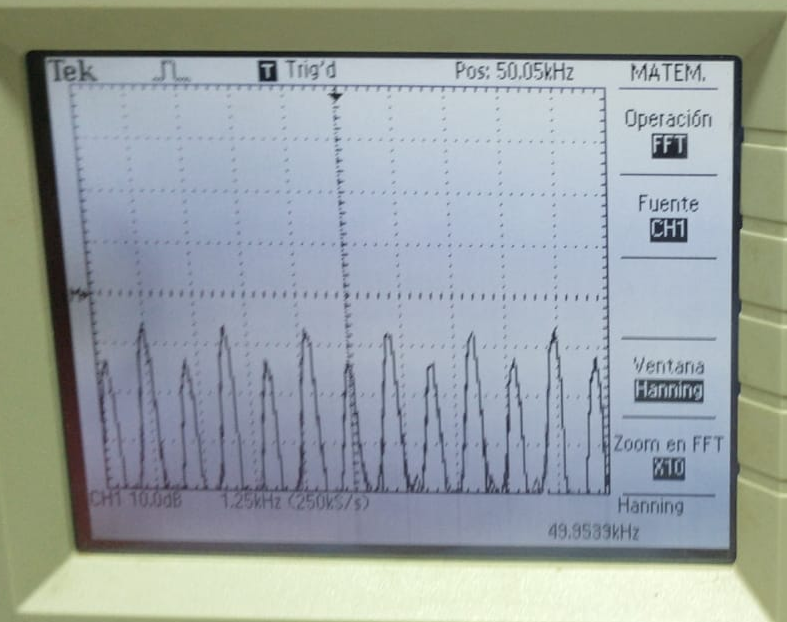 Tek T Trig'd Pos: 50.05kHz MATEM.
Operación
FFT
Fuente
CH1
Ventana
Hanning
Zoom en FFT
X10
CH1 10.0dB 1.25kHz (250kS/s) Hanning
49.9539kHz